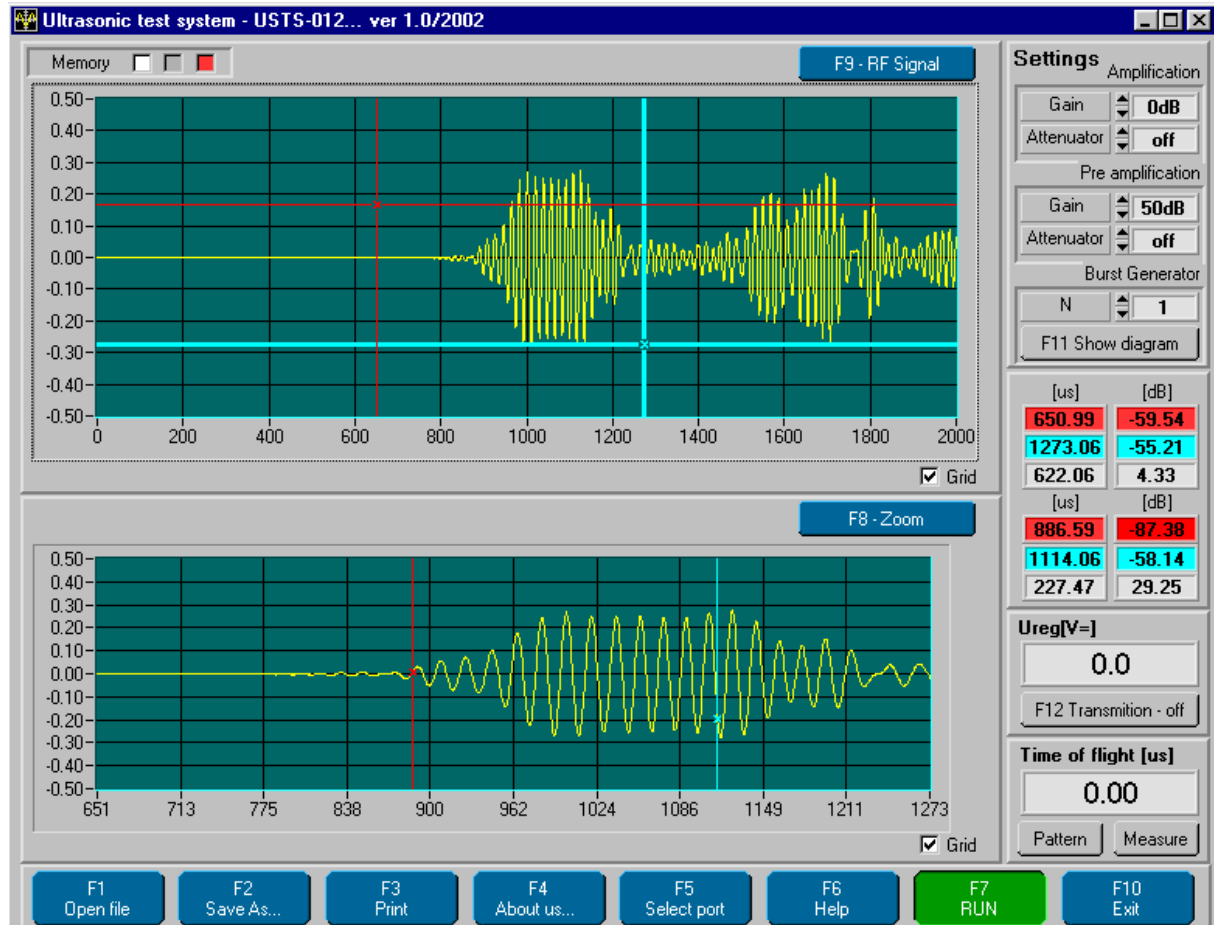 Ultrasonic test system - USTS-012... ver 1.0/2002
Memory
F9 - RF Signal
0.50
0.40
0.30
0.20
0.10
0.00
-0.10
-0.20
-0.30
-0.40
-0.50
0 200 400 600 800 1000 1200 1400 1600 1800 2000
Grid
F8 - Zoom
0.50
0.40
0.30
0.20
0.10
0.00
-0.10
-0.20
-0.30
-0.40
-0.50
651 713 775 838 900 962 1024 1086 1149 1211 1273
Grid
Settings
Amplification
Gain 0dB
Attenuator off
Pre amplification
Gain 50dB
Attenuator off
Burst Generator
N 1
F11 Show diagram
[us] [dB]
650.99 -59.54
1273.06 -55.21
622.06 4.33
[us] [dB]
886.59 -87.38
1114.06 -58.14
227.47 29.25
Ureg[V=]
0.0
F12 Transmition - off
Time of flight [us]
0.00
Pattern Measure
F1 F2 F3 F4 F5 F6 F7 F10
Open file Save As... Print About us... Select port Help RUN Exit